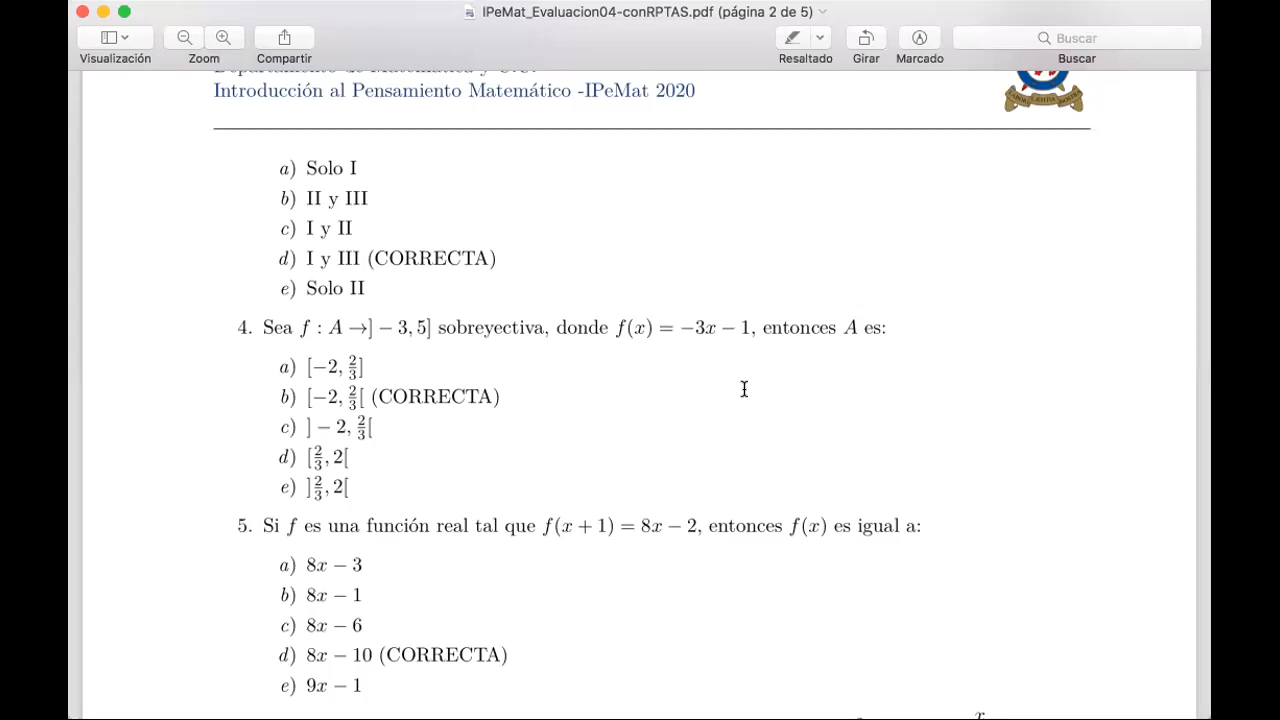 IPeMat_Evaluacion04-conRPTAS.pdf (página 2 de 5)
Visualización Zoom Compartir Resaltado Girar Marcado Buscar
Buscar
Introducción al Pensamiento Matemático -IPeMat 2020
a) Solo I
b) II y III
c) I y II
d) I y III (CORRECTA)
e) Solo II
4. Sea f : A →] − 3, 5] sobreyectiva, donde f(x) = −3x − 1, entonces A es:
a) [−2, 2/3]
b) [−2, 2/3[ (CORRECTA)
c) ] − 2, 2/3[
d) [2/3, 2[
e) ]2/3, 2[
5. Si f es una función real tal que f(x + 1) = 8x − 2, entonces f(x) es igual a:
a) 8x − 3
b) 8x − 1
c) 8x − 6
d) 8x − 10 (CORRECTA)
e) 9x − 1